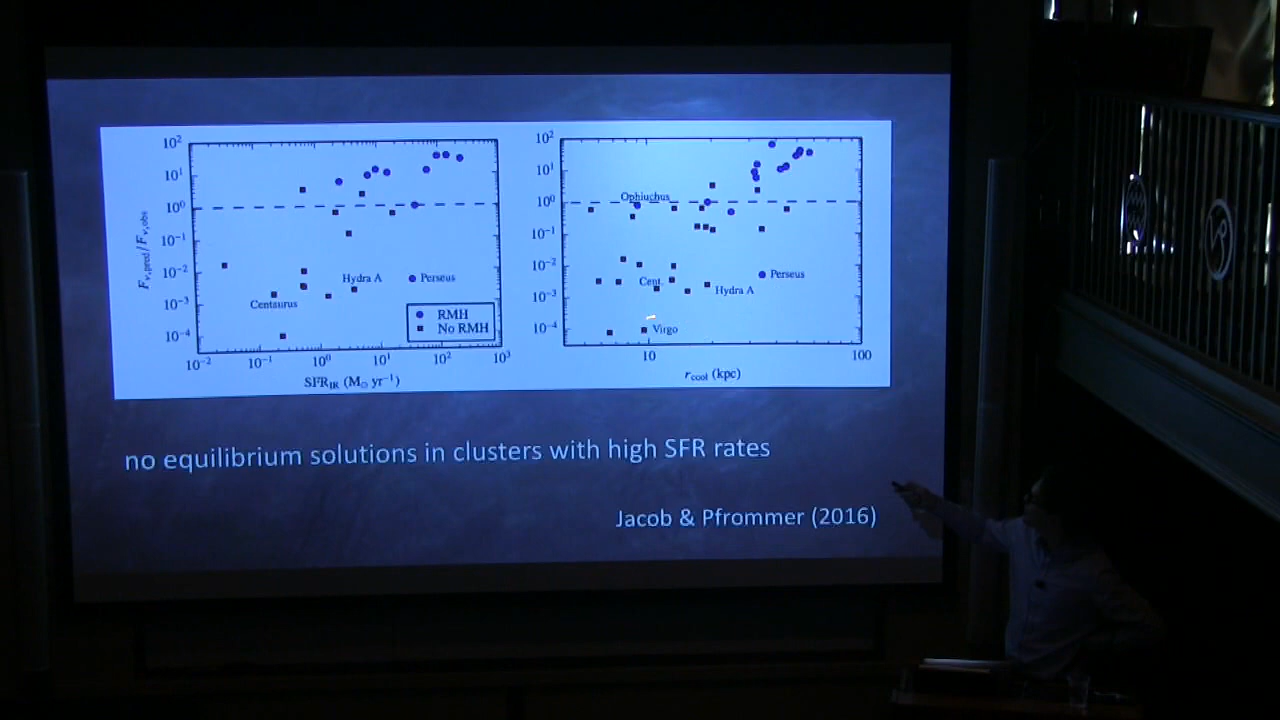 10² 10¹ 10⁰ 10⁻¹ 10⁻² 10⁻³ 10⁻⁴
F_ν,pred/F_ν,obs
Hydra A
Perseus
Centaurus
RMH
No RMH
10⁻² 10⁻¹ 10⁰ 10¹ 10² 10³
SFR_IR (M⊙ yr⁻¹)
10² 10¹ 10⁰ 10⁻¹ 10⁻² 10⁻³ 10⁻⁴
Ophiuchus
Cent.
Perseus
Hydra A
Virgo
10 100
r_cool (kpc)
no equilibrium solutions in clusters with high SFR rates
Jacob & Pfrommer (2016)